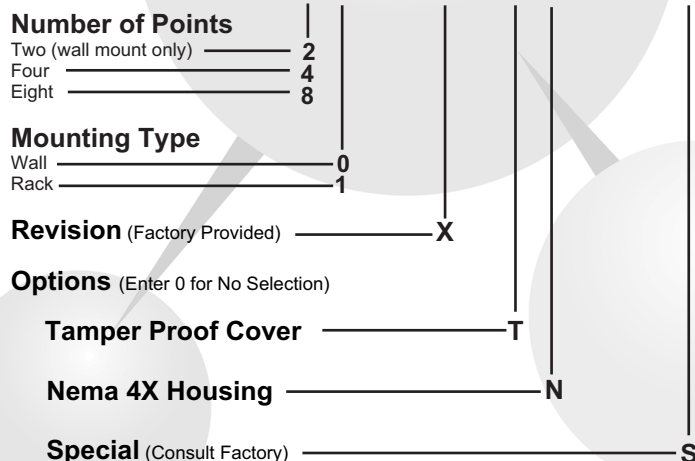 Number of Points
Two (wall mount only) 2
Four 4
Eight 8
Mounting Type
Wall 0
Rack 1
Revision (Factory Provided) X
Options (Enter 0 for No Selection)
Tamper Proof Cover T
Nema 4X Housing N
Special (Consult Factory) S